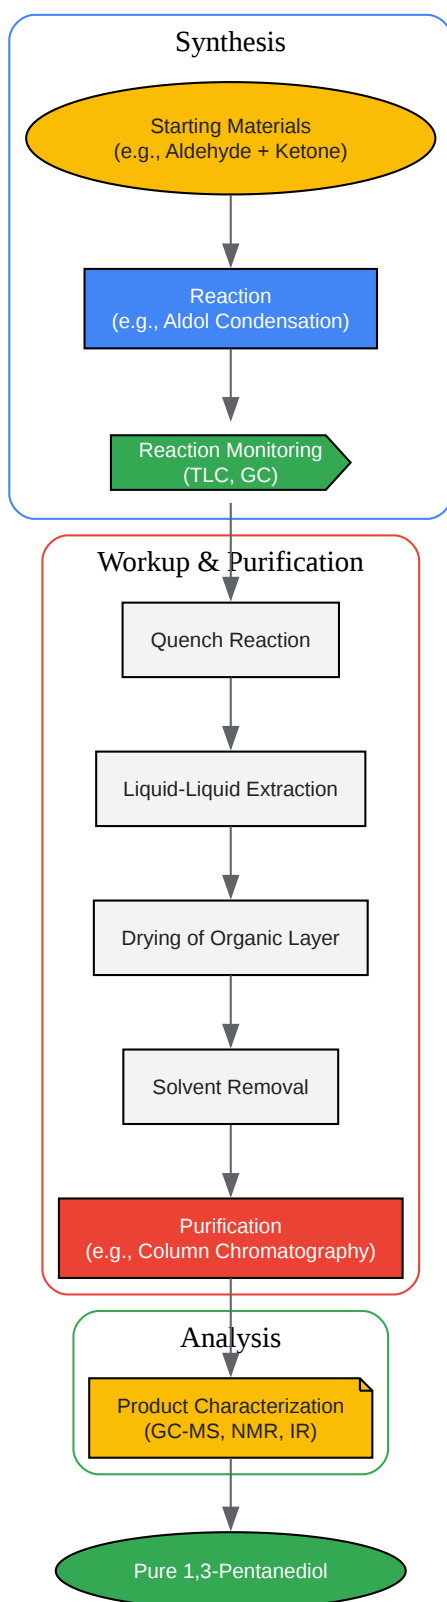 Synthesis
Starting Materials
(e.g., Aldehyde + Ketone)
Reaction
(e.g., Aldol Condensation)
Reaction Monitoring
(TLC, GC)
Workup & Purification
Quench Reaction
Liquid-Liquid Extraction
Drying of Organic Layer
Solvent Removal
Purification
(e.g., Column Chromatography)
Analysis
Product Characterization
(GC-MS, NMR, IR)
Pure 1,3-Pentanediol